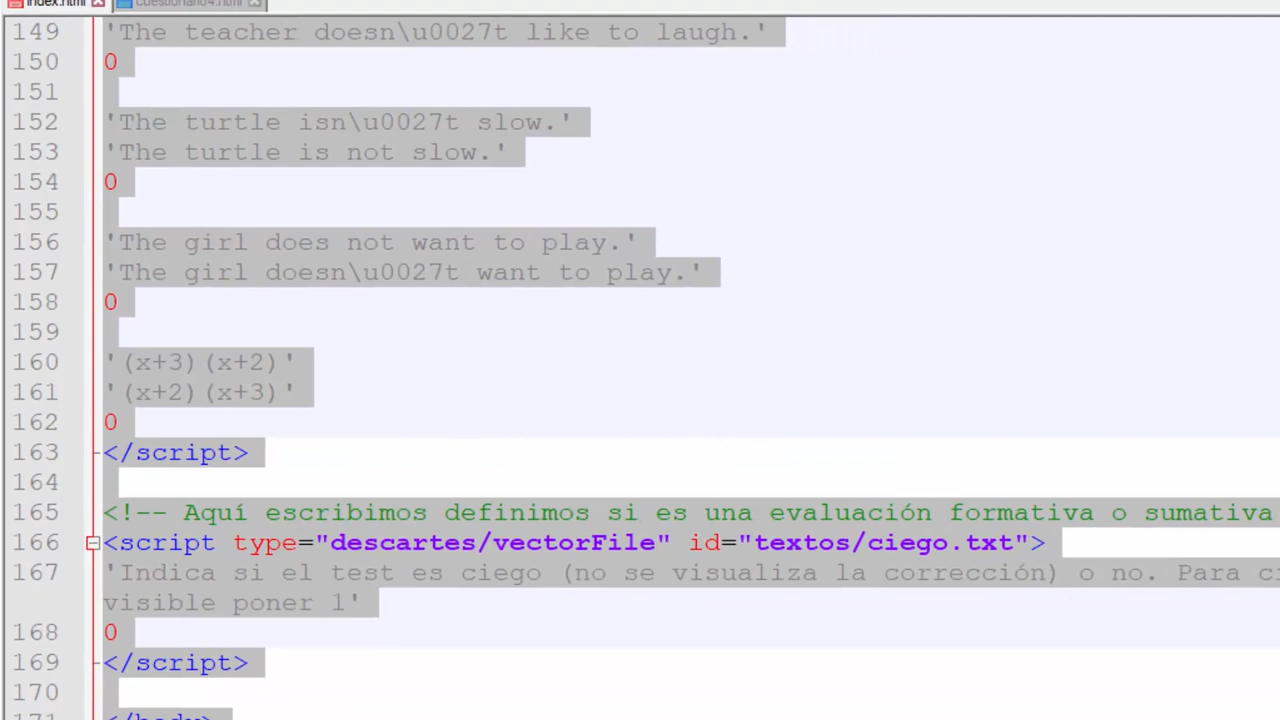 index.html cuestionario4.html
149 'The teacher doesn\u0027t like to laugh.'
150 0
151
152 'The turtle isn\u0027t slow.'
153 'The turtle is not slow.'
154 0
155
156 'The girl does not want to play.'
157 'The girl doesn\u0027t want to play.'
158 0
159
160 '(x+3)(x+2)'
161 '(x+2)(x+3)'
162 0
163 </script>
164
165 <!-- Aquí escribimos definimos si es una evaluación formativa o sumativa
166 <script type="descartes/vectorFile" id="textos/ciego.txt">
167 'Indica si el test es ciego (no se visualiza la corrección) o no. Para
visible poner 1'
168 0
169 </script>
170
171 </body>